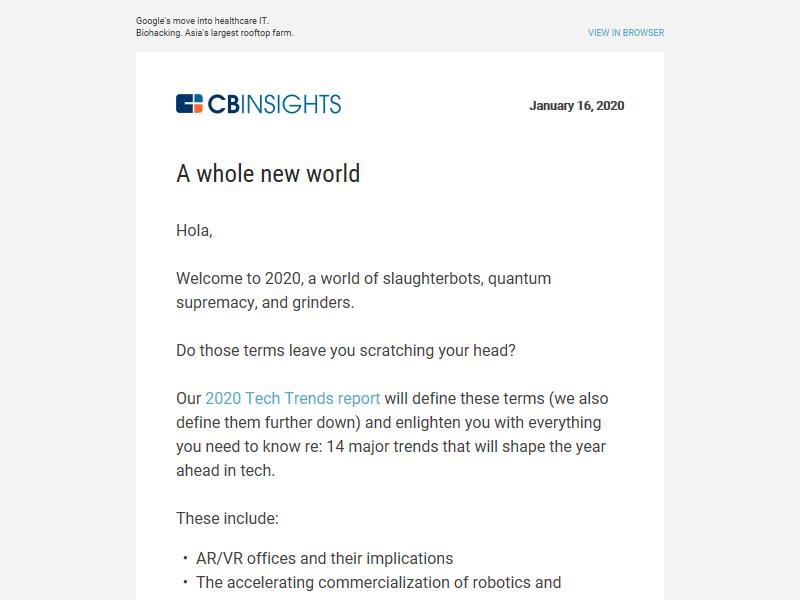 Google's move into healthcare IT.
Biohacking. Asia's largest rooftop farm.
VIEW IN BROWSER
CBINSIGHTS
January 16, 2020
A whole new world
Hola,
Welcome to 2020, a world of slaughterbots, quantum
supremacy, and grinders.
Do those terms leave you scratching your head?
Our 2020 Tech Trends report will define these terms (we also
define them further down) and enlighten you with everything
you need to know re: 14 major trends that will shape the year
ahead in tech.
These include:
• AR/VR offices and their implications
• The accelerating commercialization of robotics and